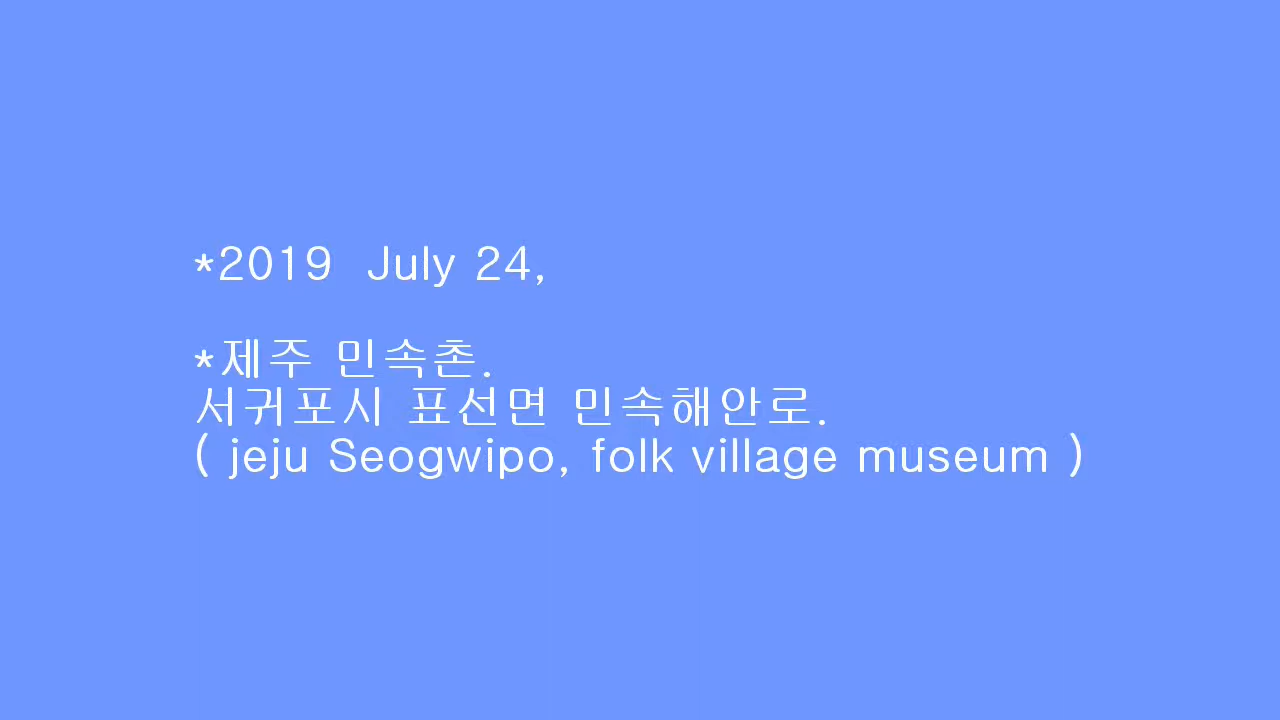 *2019  July 24,
*제주 민속촌.
서귀포시 표선면 민속해안로.
( jeju Seogwipo, folk village museum )